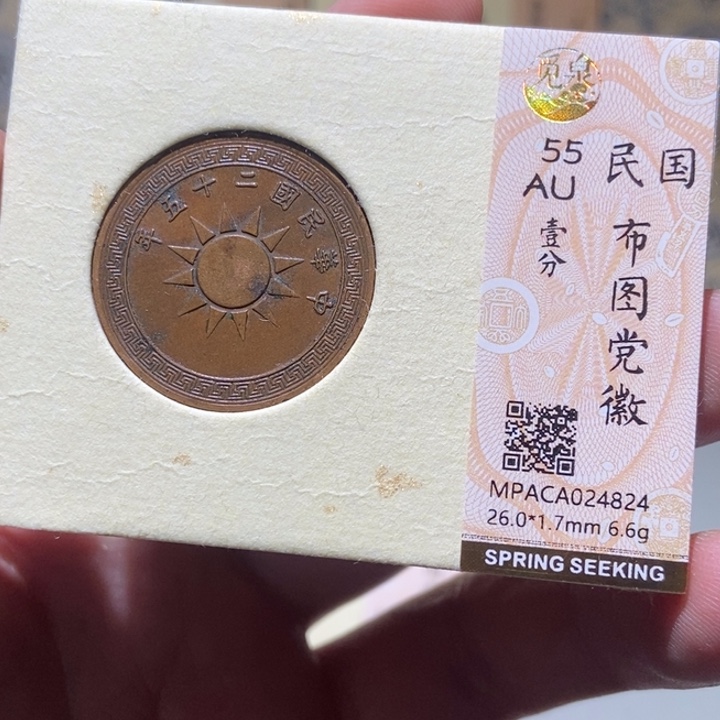 中華民國二十五年
觅泉
55
AU
壹分
民国
布图党徽
MPACA024824
26.0*1.7mm 6.6g
SPRING SEEKING